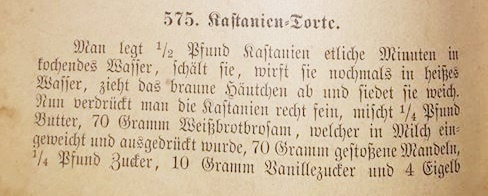 575. Kastanien-Torte.
Man legt 1/2 Pfund Kastanien etliche Minuten in
kochendes Wasser, schält sie, wirft sie nochmals in heißes
Wasser, zieht das braune Häutchen ab und siedet sie weich.
Nun verdrückt man die Kastanien recht fein, mischt 1/4 Pfund
Butter, 70 Gramm Weißbrotbrosam, welcher in Milch ein-
geweicht und ausgedrückt wurde, 70 Gramm gestoßene Mandeln,
1/4 Pfund Zucker, 10 Gramm Vanillezucker und 4 Eigelb